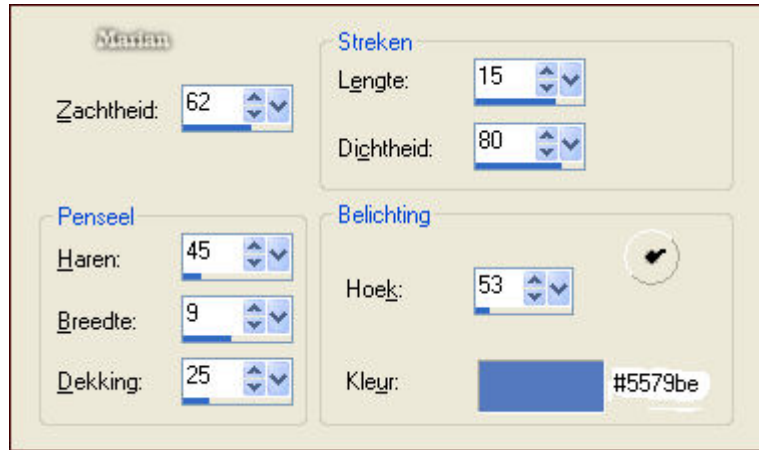 Marian
Zachtheid: 62
Streken
Lengte: 15
Dichtheid: 80
Penseel
Haren: 45
Breedte: 9
Dekking: 25
Belichting
Hoek: 53
Kleur: #5579be